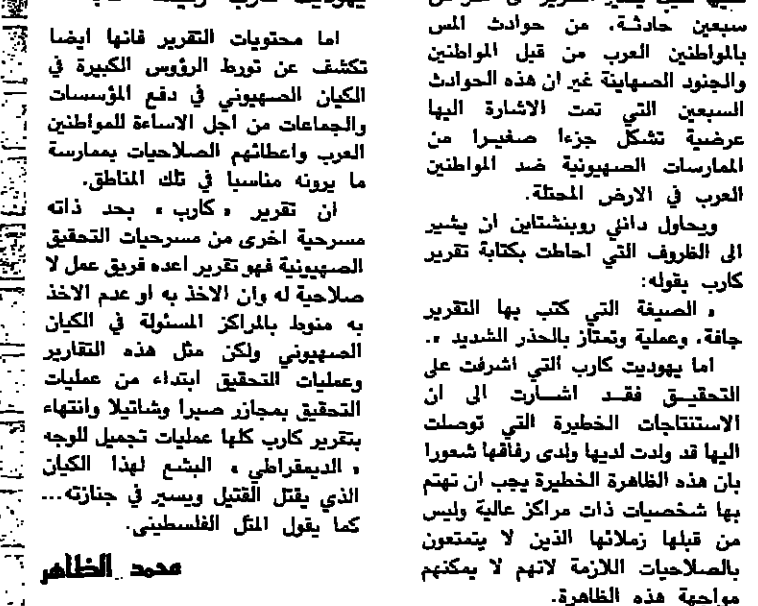 سبعين حادثة، من حوادث المس
بالمواطنين العرب من قبل المواطنين
والجنود الصهاينة غير ان هذه الحوادث
السبعين التي تمت الاشارة اليها
عرضية تشكل جزءا صغيرا من
الممارسات الصهيونية ضد المواطنين
العرب في الارض المحتلة.
ويحاول داني روبنشتاين ان يشير
الى الظروف التي احاطت بكتابة تقرير
كارب بقوله:
« الصيغة التي كتب بها التقرير
جافة، وعملية وتمتاز بالحذر الشديد ».
اما يهوديت كارب التي اشرفت على
التحقيق فقد اشارت الى ان
الاستنتاجات الخطيرة التي توصلت
اليها قد ولدت لديها ولدى رفاقها شعورا
بان هذه الظاهرة الخطيرة يجب ان تهتم
بها شخصيات ذات مراكز عالية وليس
من قبلها زملائها الذين لا يتمتعون
بالصلاحيات اللازمة لانهم لا يمكنهم
مواجهة هذه الظاهرة.
اما محتويات التقرير فانها ايضا
تكشف عن تورط الرؤوس الكبيرة في
الكيان الصهيوني في دفع المؤسسات
والجماعات من اجل الاساءة للمواطنين
العرب واعطائهم الصلاحيات بممارسة
ما يرونه مناسبا في تلك المناطق.
ان تقرير « كارب » بحد ذاته
مسرحية اخرى من مسرحيات التحقيق
الصهيونية فهو تقرير اعده فريق عمل لا
صلاحية له وان الاخذ به او عدم الاخذ
به منوط بالمراكز المسئولة في الكيان
الصهيوني ولكن مثل هذه التقارير
وعمليات التحقيق ابتداء من عمليات
التحقيق بمجازر صبرا وشاتيلا وانتهاء
بتقرير كارب كلها عمليات تجميل للوجه
« الديمقراطي » البشع لهذا الكيان
الذي يقتل القتيل ويسير في جنازته...
كما يقول المثل الفلسطيني.
محمد الظاهر